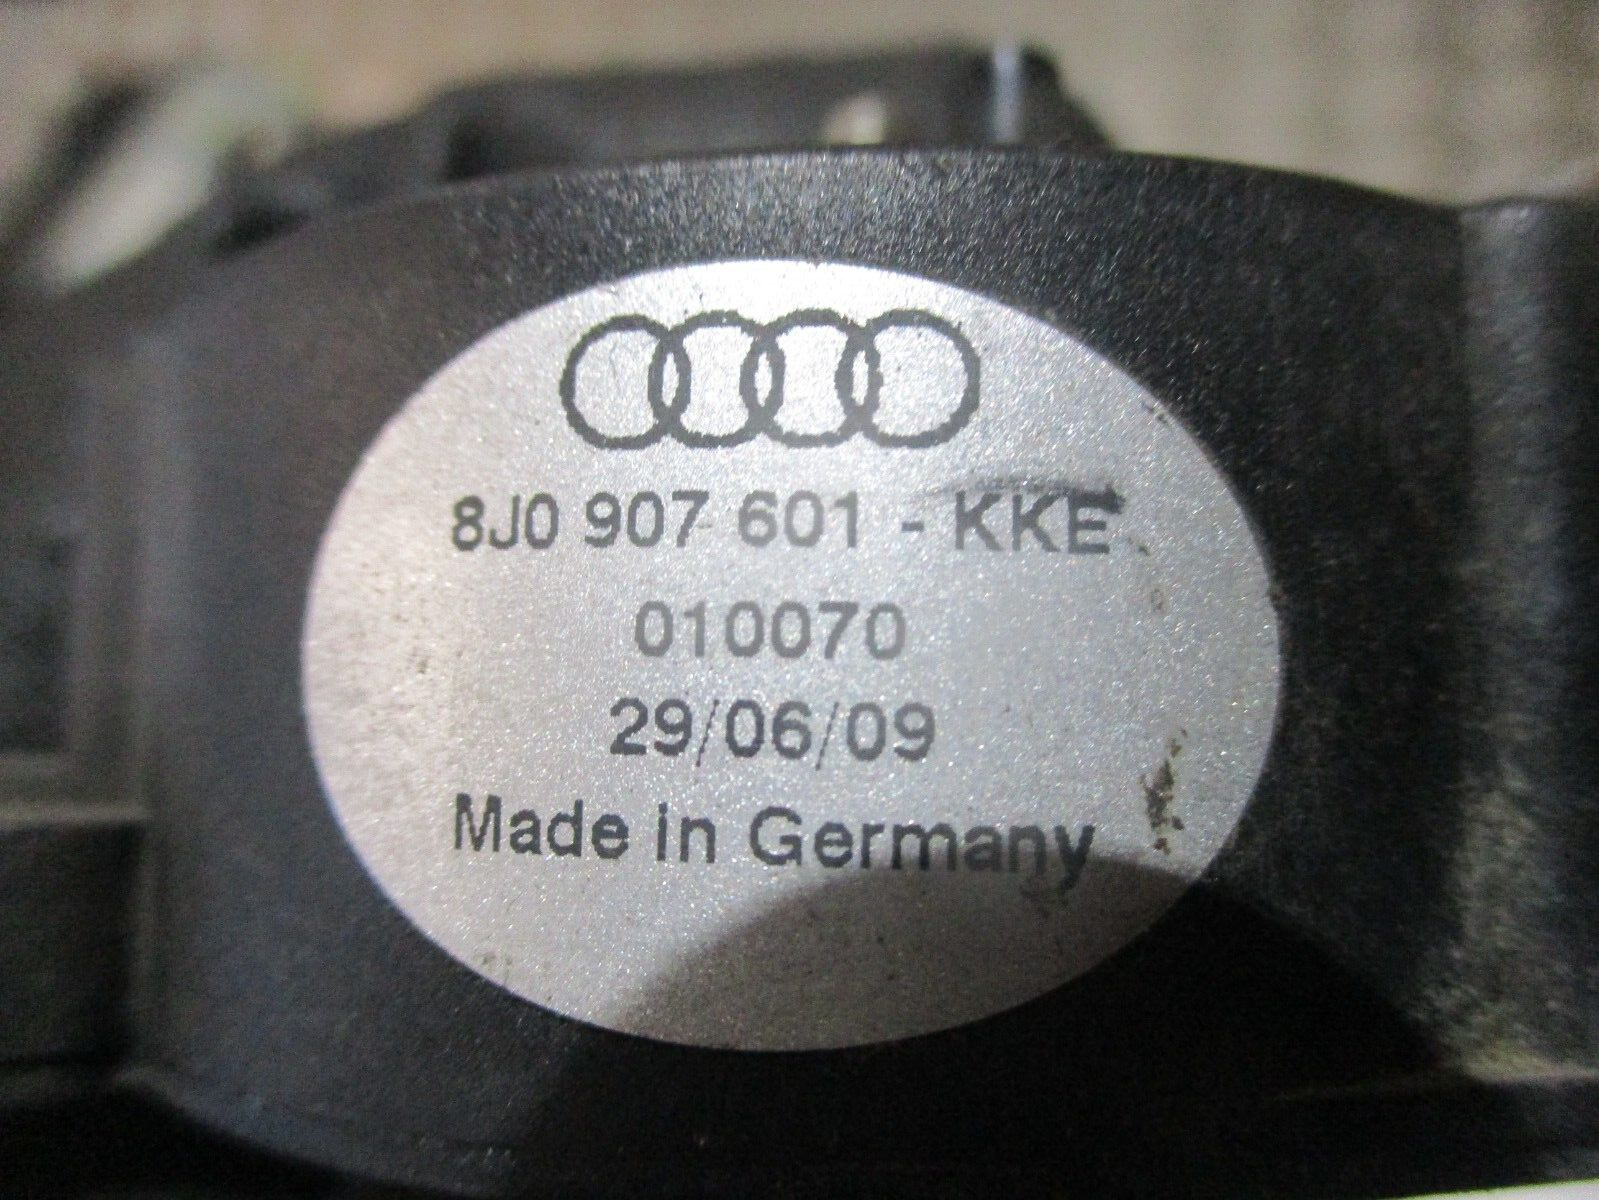 8J0 907 601 - KKE
010070
29/06/09
Made in Germany